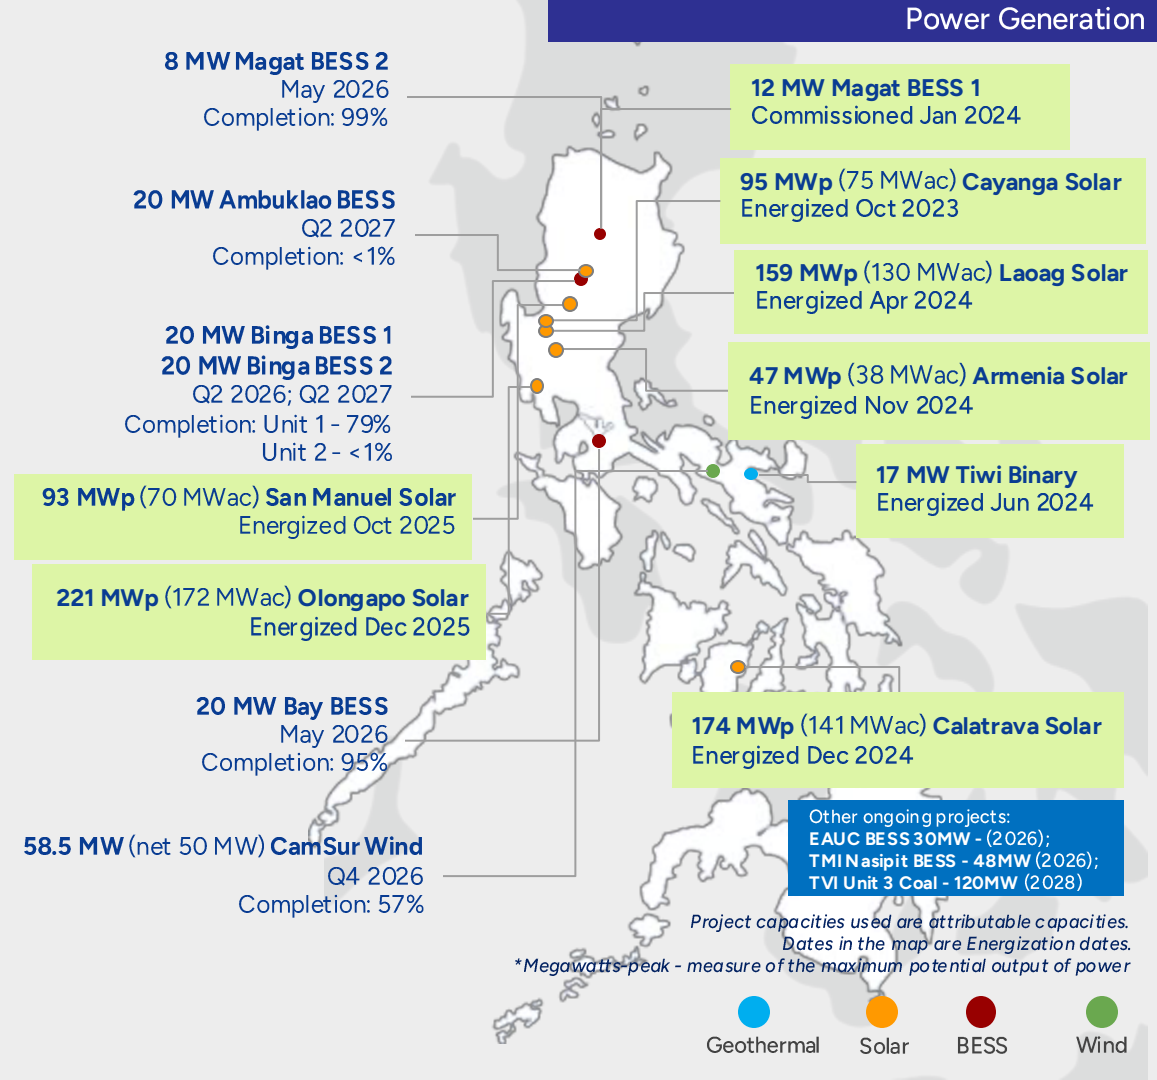 Power Generation
8 MW Magat BESS 2
May 2026
Completion: 99%
12 MW Magat BESS 1
Commissioned Jan 2024
95 MWp (75 MWac) Cayanga Solar
Energized Oct 2023
20 MW Ambuklao BESS
Q2 2027
Completion: <1%
159 MWp (130 MWac) Laoag Solar
Energized Apr 2024
20 MW Binga BESS 1
20 MW Binga BESS 2
Q2 2026; Q2 2027
Completion: Unit 1 - 79%
Unit 2 - <1%
47 MWp (38 MWac) Armenia Solar
Energized Nov 2024
17 MW Tiwi Binary
Energized Jun 2024
93 MWp (70 MWac) San Manuel Solar
Energized Oct 2025
221 MWp (172 MWac) Olongapo Solar
Energized Dec 2025
20 MW Bay BESS
May 2026
Completion: 95%
174 MWp (141 MWac) Calatrava Solar
Energized Dec 2024
58.5 MW (net 50 MW) CamSur Wind
Q4 2026
Completion: 57%
Other ongoing projects:
EAUC BESS 30MW - (2026);
TMI Nasipit BESS - 48MW (2026);
TVI Unit 3 Coal - 120MW (2028)
Project capacities used are attributable capacities.
Dates in the map are Energization dates.
*Megawatts-peak - measure of the maximum potential output of power
Geothermal
Solar
BESS
Wind